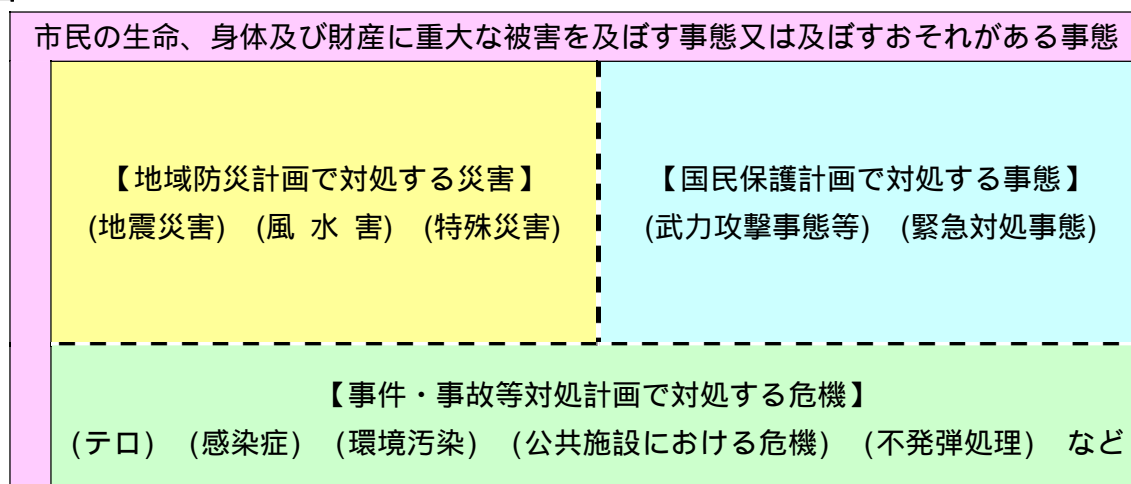 市民の生命、身体及び財産に重大な被害を及ぼす事態又は及ぼすおそれがある事態
【地域防災計画で対処する災害】
(地震災害) (風 水 害) (特殊災害)
【国民保護計画で対処する事態】
(武力攻撃事態等) (緊急対処事態)
【事件・事故等対処計画で対処する危機】
(テロ) (感染症) (環境汚染) (公共施設における危機) (不発弾処理) など